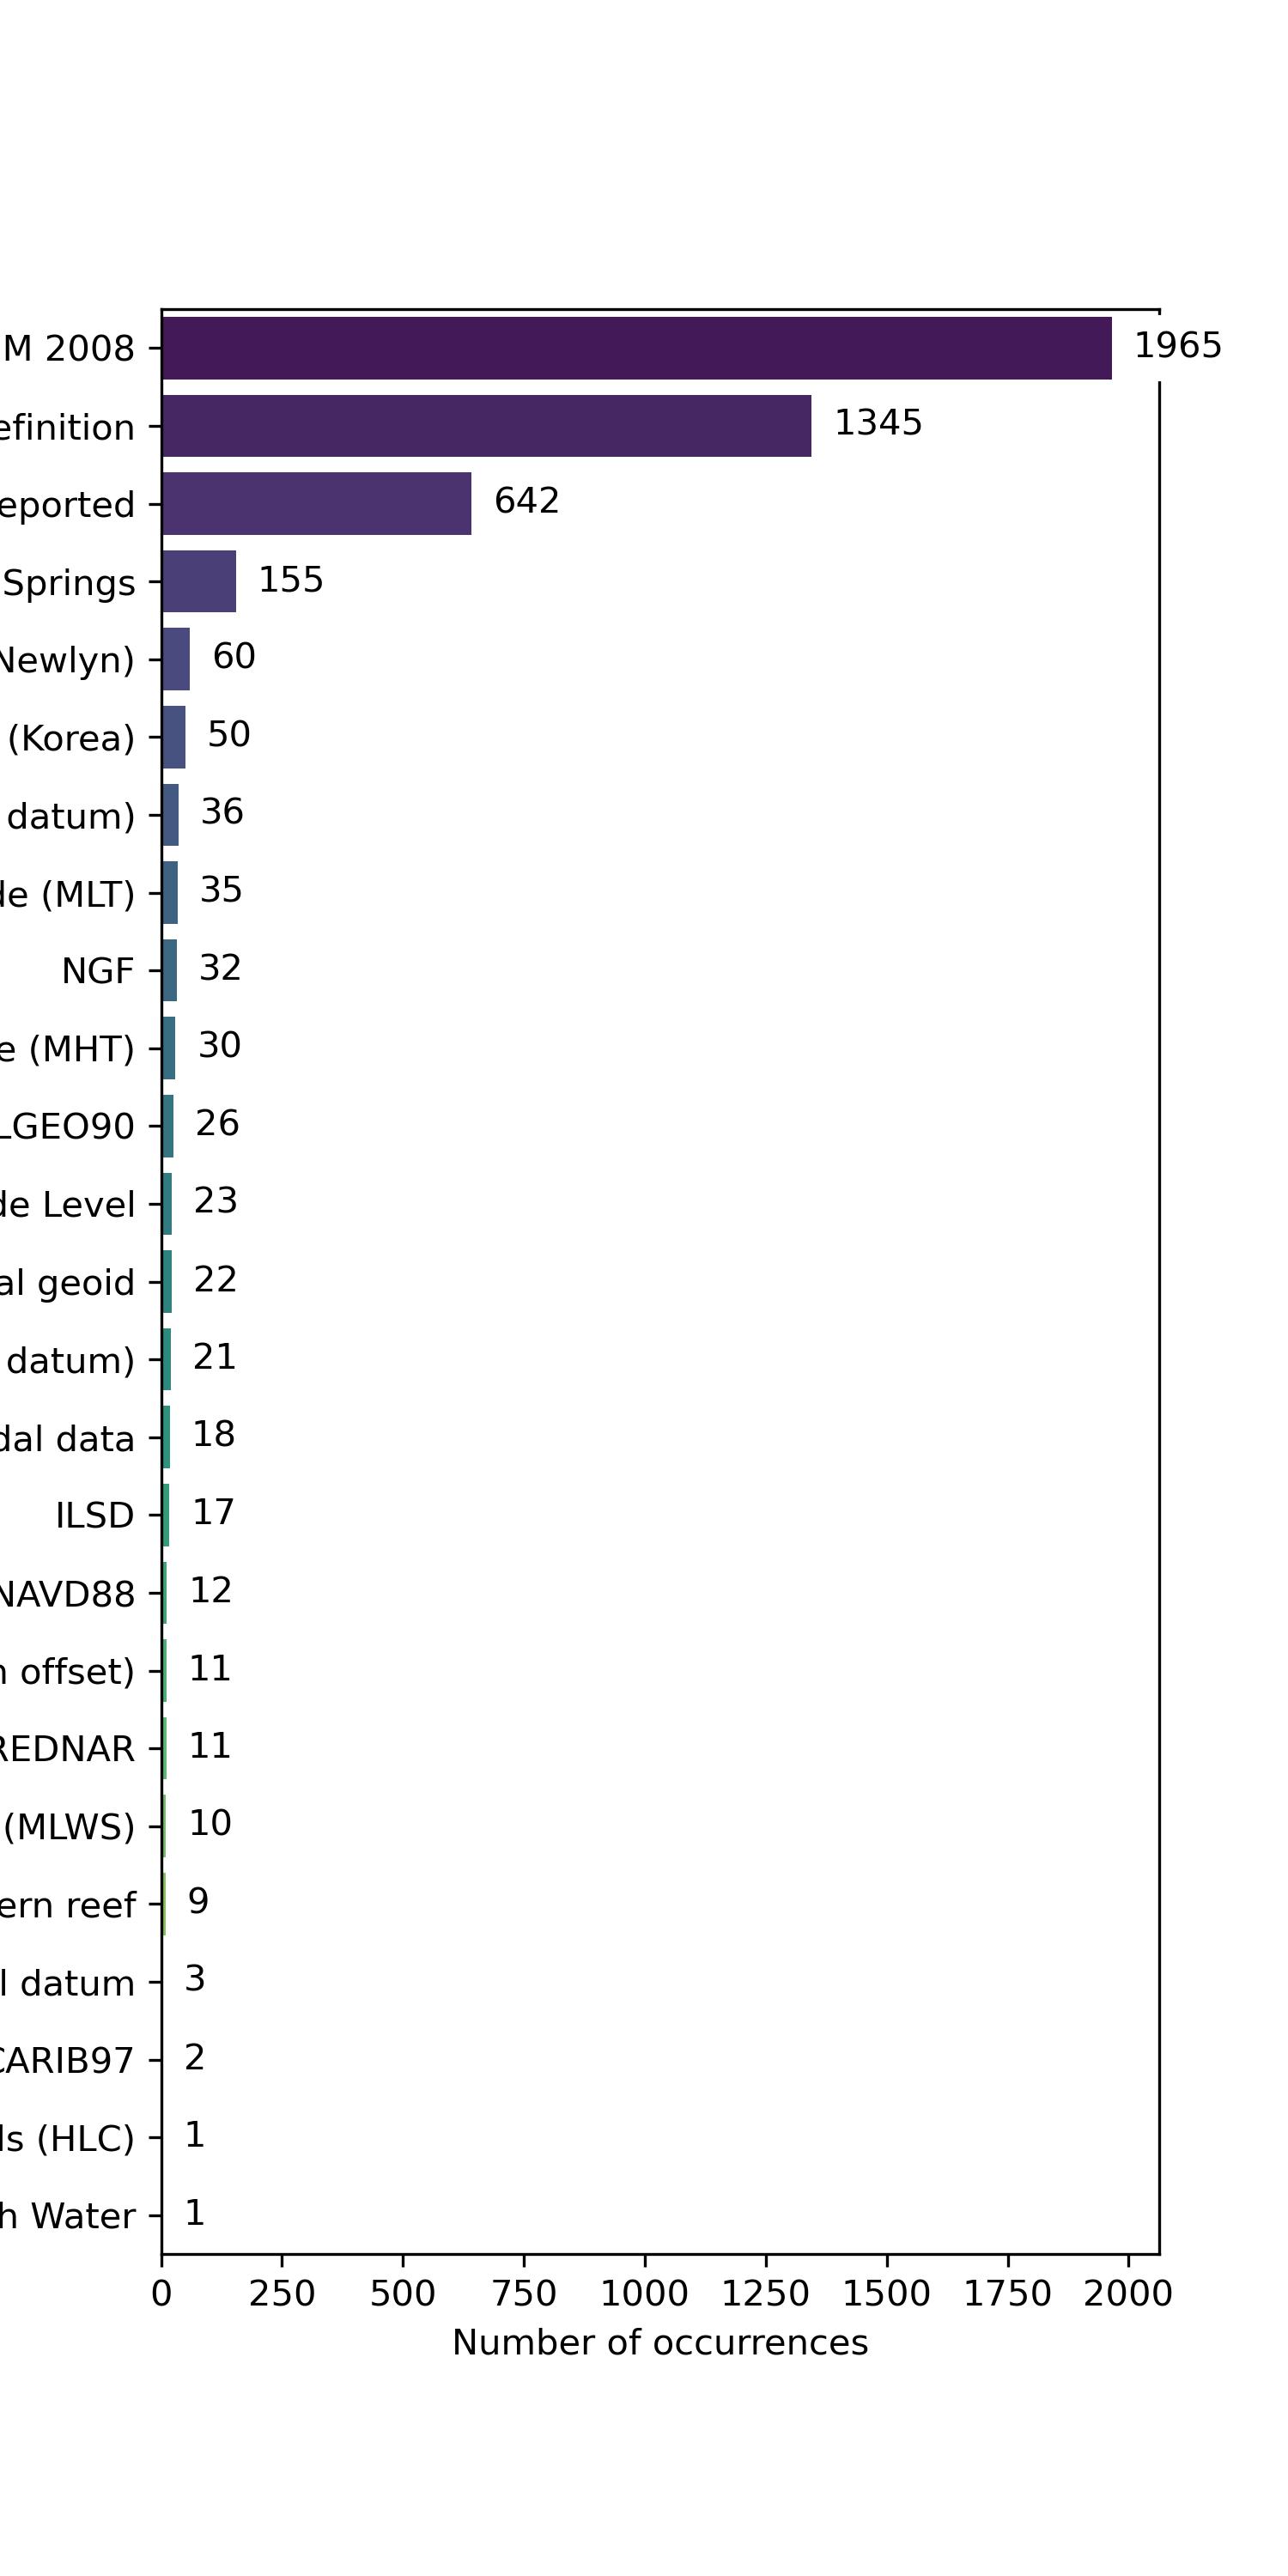 M 2008 1965
efinition 1345
eported 642
Springs 155
Newlyn) 60
(Korea) 50
datum) 36
de (MLT) 35
NGF 32
e (MHT) 30
LGEO90 26
de Level 23
al geoid 22
datum) 21
dal data 18
ILSD 17
NAVD88 12
n offset) 11
REDNAR 11
(MLWS) 10
ern reef 9
l datum 3
CARIB97 2
ls (HLC) 1
h Water 1
0 250 500 750 1000 1250 1500 1750 2000
Number of occurrences